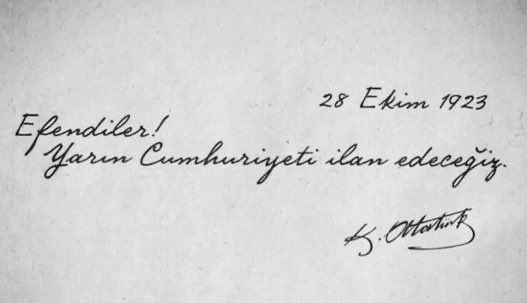 28 Ekim 1923
Efendiler!
Yarın Cumhuriyeti ilan edeceğiz.
K. Atatürk